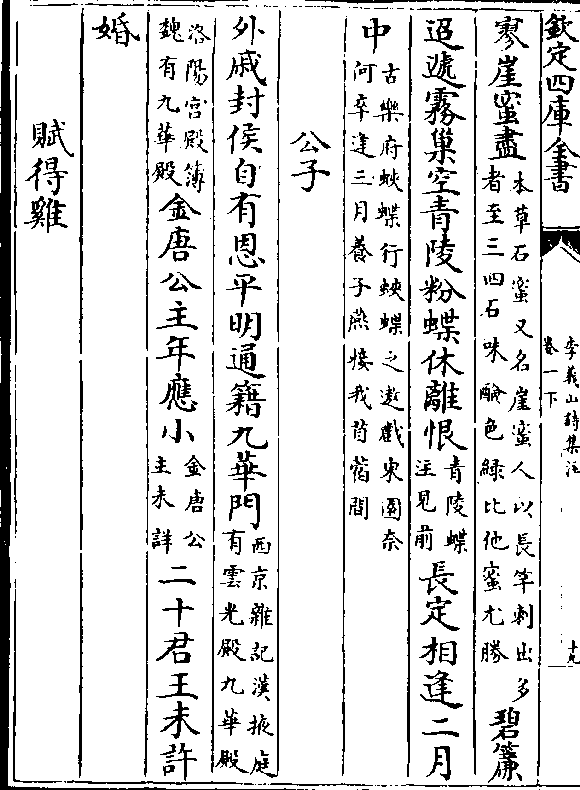 欽定四庫全書
李義山詩集注
卷一下
十九
寥崖蜜盡本草石蜜又名崖蜜人以長竿刺出多者至三四石味醶色綠比他蜜尤勝碧簷
迢遞霧巢空青陵粉蝶休離恨青陵蝶注見前長定相逢二月
中古樂府蛺蝶行蛺蝶之遨戲東園奈何卒逢三月養子燕接我苜蓿間
公子
外戚封侯自有恩平明通籍九華門西京雜記漢掖庭有雲光殿九華殿
洛陽宫殿簿魏有九華殿金唐公主年應小金唐公主未詳二十君王未許
婚
賦得雞